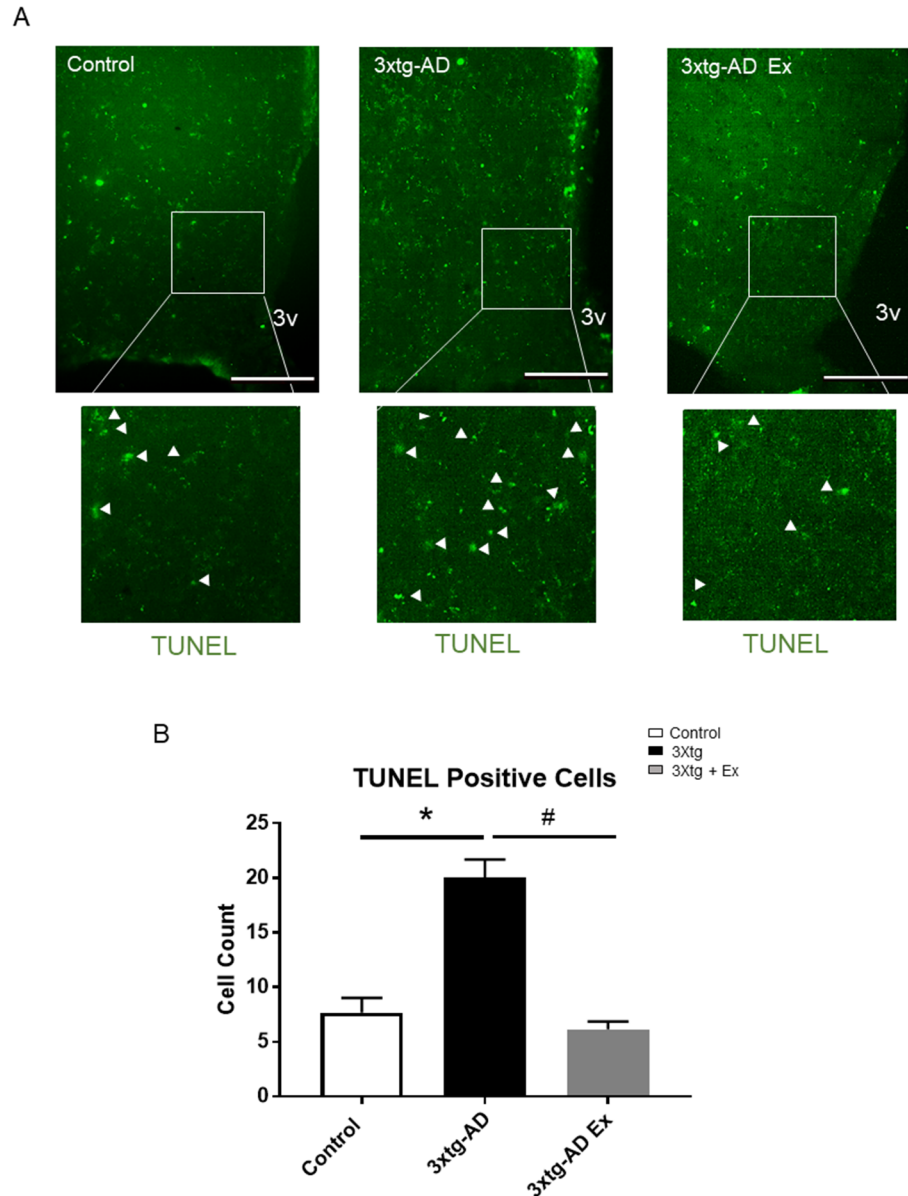 A
Control
3xtg-AD
3xtg-AD Ex
3v
3v
TUNEL
TUNEL
TUNEL
B
Control
3Xtg
3Xtg + Ex
TUNEL Positive Cells
*
#
Cell Count
25
20
15
10
5
0
Control
3xtg-AD
3xtg-AD Ex